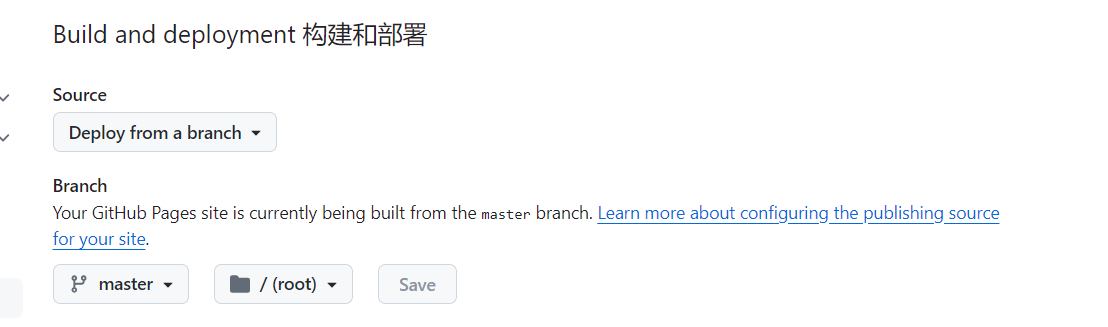 Build and deployment 构建和部署
Source
Deploy from a branch
Branch
Your GitHub Pages site is currently being built from the master branch. Learn more about configuring the publishing source
for your site.
master / (root) Save